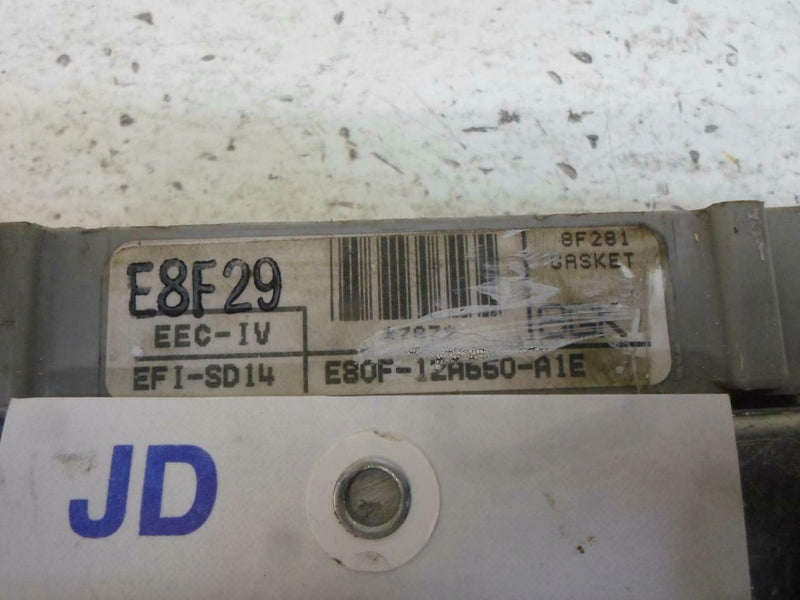 E8F29
8F281
GASKET
EEC-IV
EFI-SD14
E80F-12A650-A1E
JD